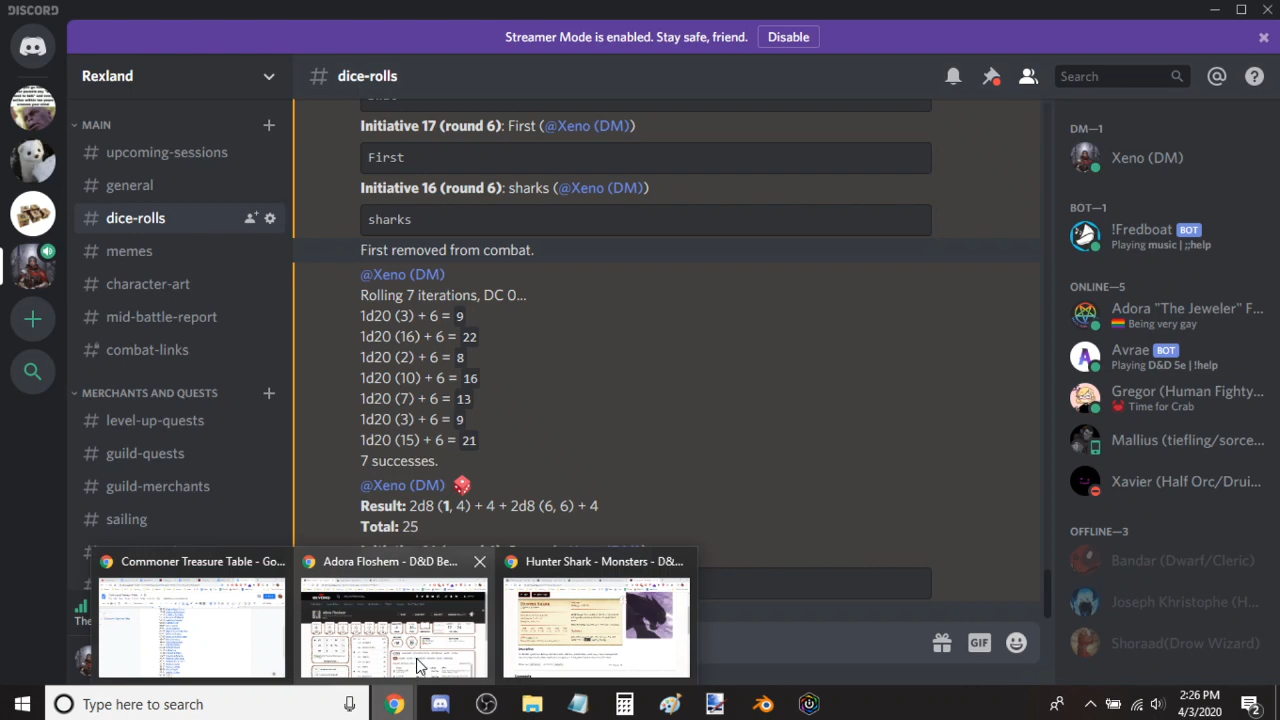 DISCORD
Streamer Mode is enabled. Stay safe, friend. Disable
Rexland
# dice-rolls
Search
MAIN
# upcoming-sessions
# general
# dice-rolls
# memes
# character-art
# mid-battle-report
# combat-links
MERCHANTS AND QUESTS
# level-up-quests
# guild-quests
# guild-merchants
# sailing
Initiative 17 (round 6): First (@Xeno (DM))
First
Initiative 16 (round 6): sharks (@Xeno (DM))
sharks
First removed from combat.
@Xeno (DM)
Rolling 7 iterations, DC 0...
1d20 (3) + 6 = 9
1d20 (16) + 6 = 22
1d20 (2) + 6 = 8
1d20 (10) + 6 = 16
1d20 (7) + 6 = 13
1d20 (3) + 6 = 9
1d20 (15) + 6 = 21
7 successes.
@Xeno (DM)
Result: 2d8 (1, 4) + 4 + 2d8 (6, 6) + 4
Total: 25
DM—1
Xeno (DM)
BOT—1
!Fredboat BOT
Playing music | ;;help
ONLINE—5
Adora "The Jeweler" F...
Being very gay
Avrae BOT
Playing D&D 5e | !help
Gregor (Human Fighty...
Time for Crab
Mallius (tiefling/sorce...
Xavier (Half Orc/Drui...
OFFLINE—3
Commoner Treasure Table - Go...
Adora Floshem - D&D Be...
Hunter Shark - Monsters - D&...
GIF
Type here to search
2:26 PM
4/3/2020
2